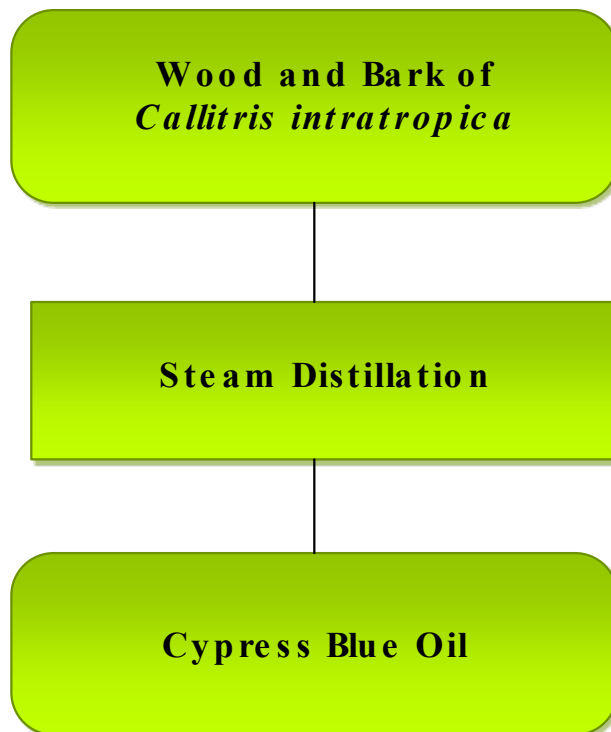 Wood and Bark of
Callitris intratropica
Steam Distillation
Cypress Blue Oil